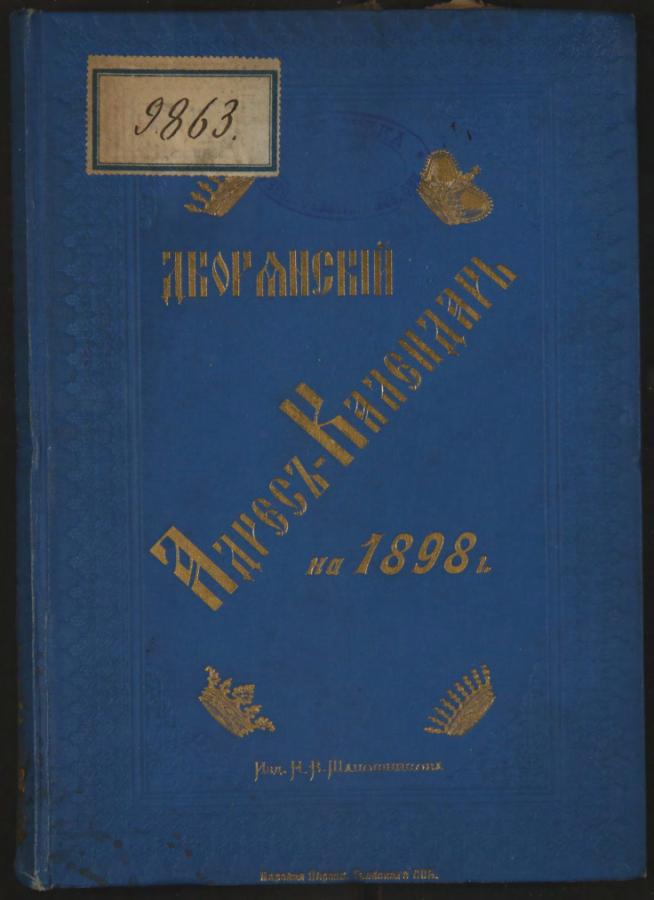 9863.
Дворянскій
Адресъ-Календарь
на 1898 г.
Изд. Н. В. Шапошникова